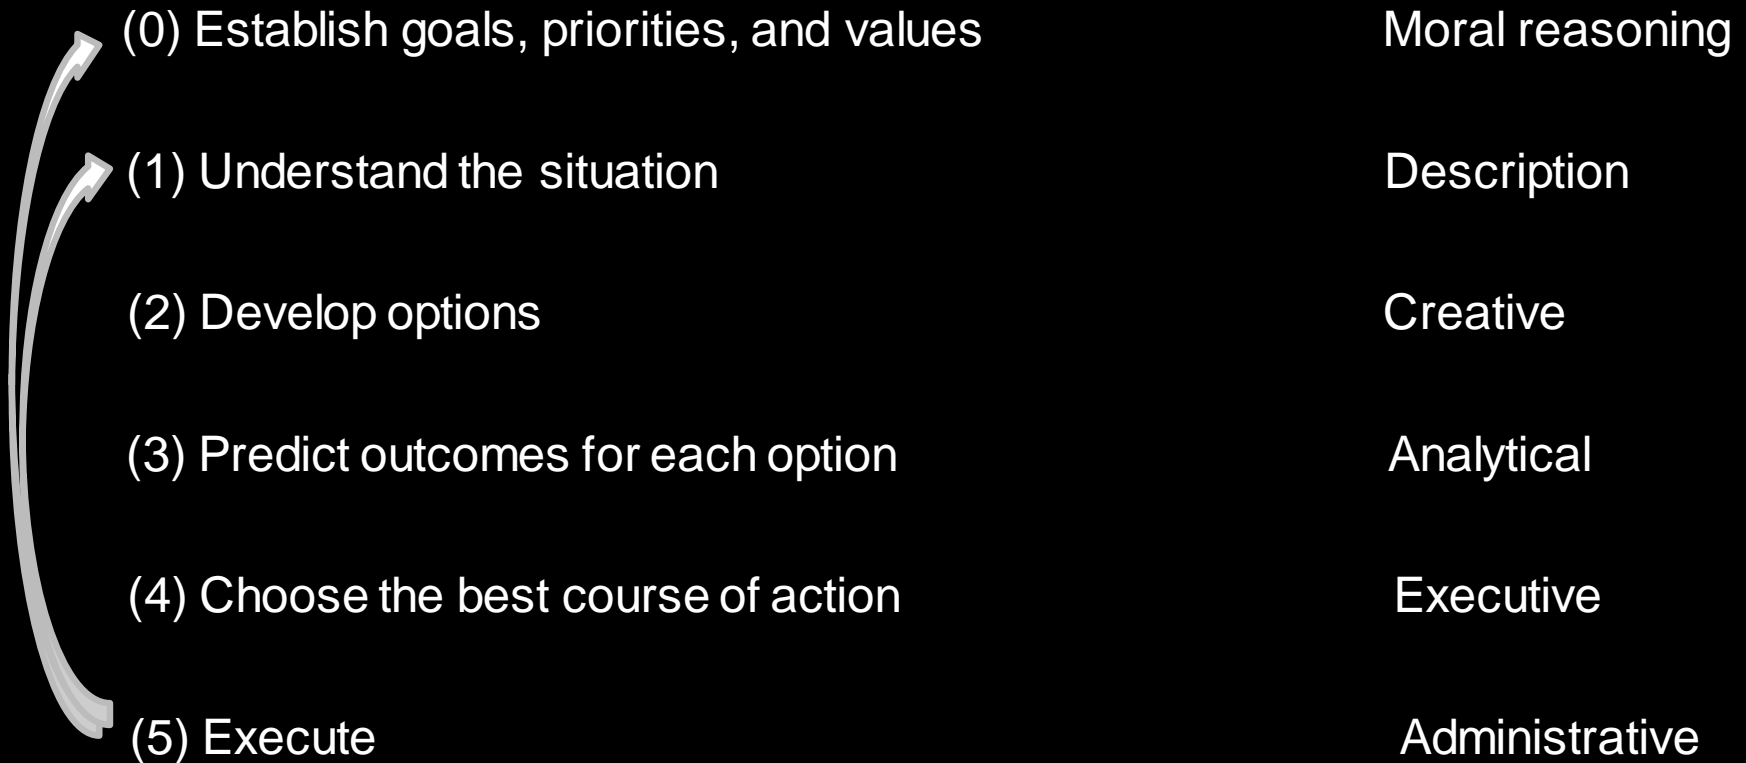 (0) Establish goals, priorities, and values Moral reasoning
(1) Understand the situation Description
(2) Develop options Creative
(3) Predict outcomes for each option Analytical
(4) Choose the best course of action Executive
(5) Execute Administrative